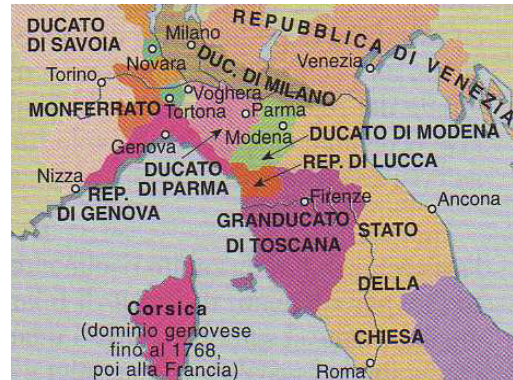 REPUBBLICA DI VENEZIA
DUCATO
DI SAVOIA
Milano
Novara
Venezia
DUC. DI MILANO
Torino
Voghera
MONFERRATO
Tortona
Parma
Modena
DUCATO DI MODENA
Genova
DUCATO
DI PARMA
REP. DI LUCCA
Nizza
REP.
DI GENOVA
Firenze
Ancona
GRANDUCATO
DI TOSCANA
STATO
DELLA
CHIESA
Corsica
(dominio genovese
fino al 1768,
poi alla Francia)
Roma